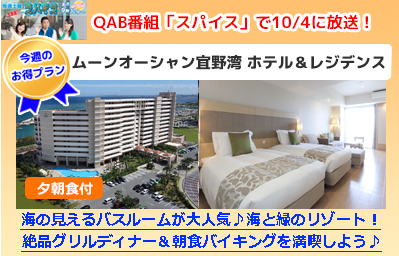 QAB番組「スパイス」で10/4に放送！
今週の
お得プラン
ムーンオーシャン宜野湾 ホテル＆レジデンス
夕朝食付
海の見えるバスルームが大人気♪海と緑のリゾート！
絶品グリルディナー＆朝食バイキングを満喫しよう♪